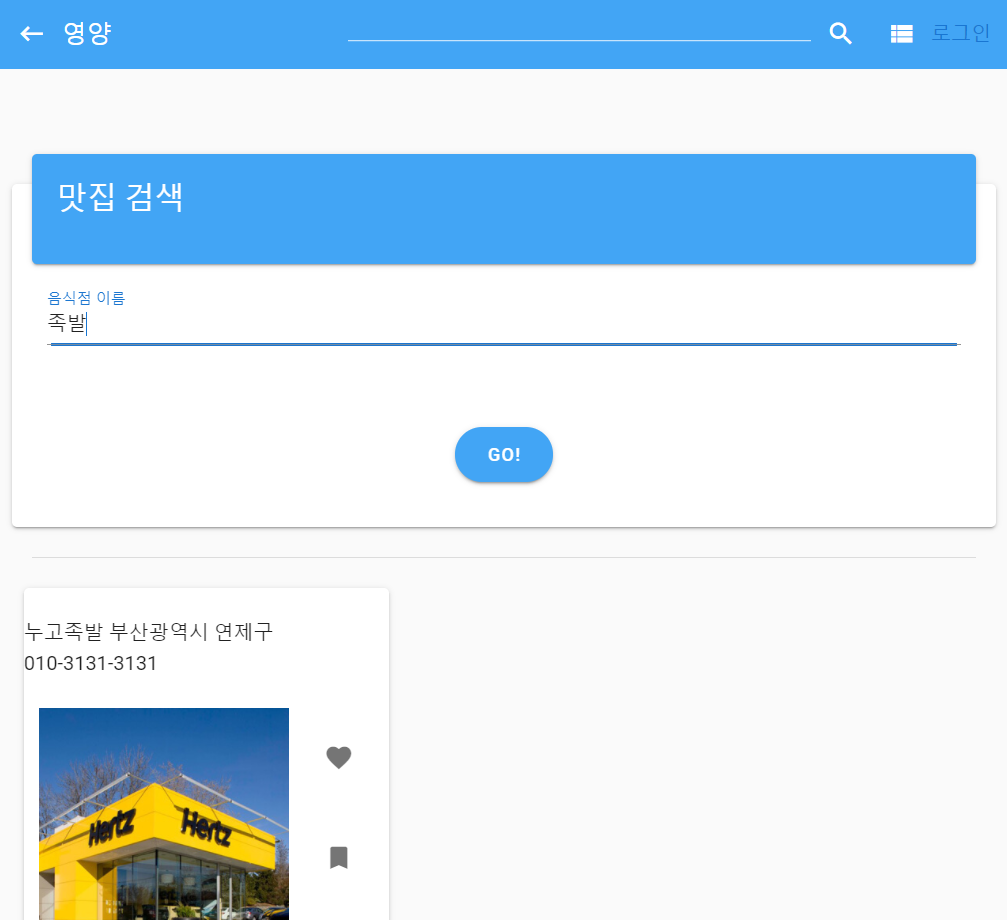 영양
로그인
맛집 검색
음식점 이름
족발
GO!
누고족발 부산광역시 연제구
010-3131-3131
Hertz
Hertz